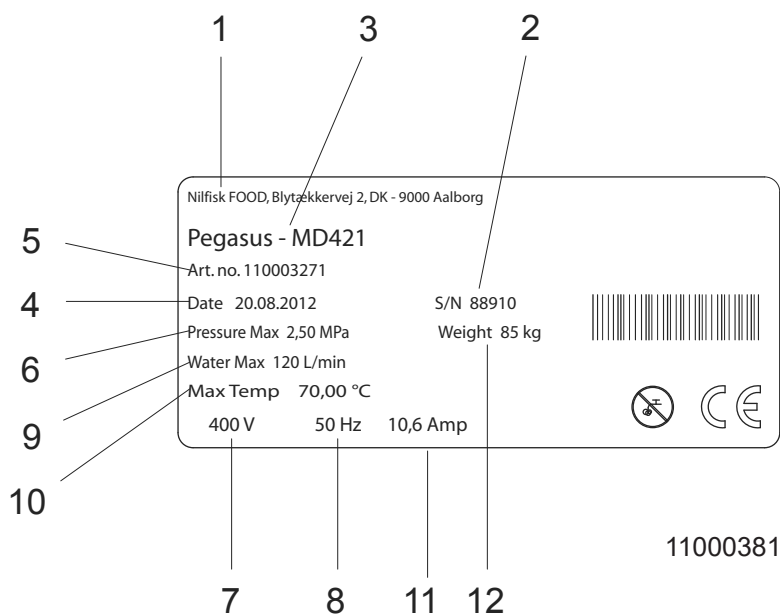 1 3 2
Nilfisk FOOD, Blytækkervej 2, DK - 9000 Aalborg
Pegasus - MD421
5
Art. no. 110003271
4
Date 20.08.2012 S/N 88910
Pressure Max 2,50 MPa Weight 85 kg
6
Water Max 120 L/min
Max Temp 70,00 °C
9
400 V 50 Hz 10,6 Amp
CE
10
11000381
7 8 11 12